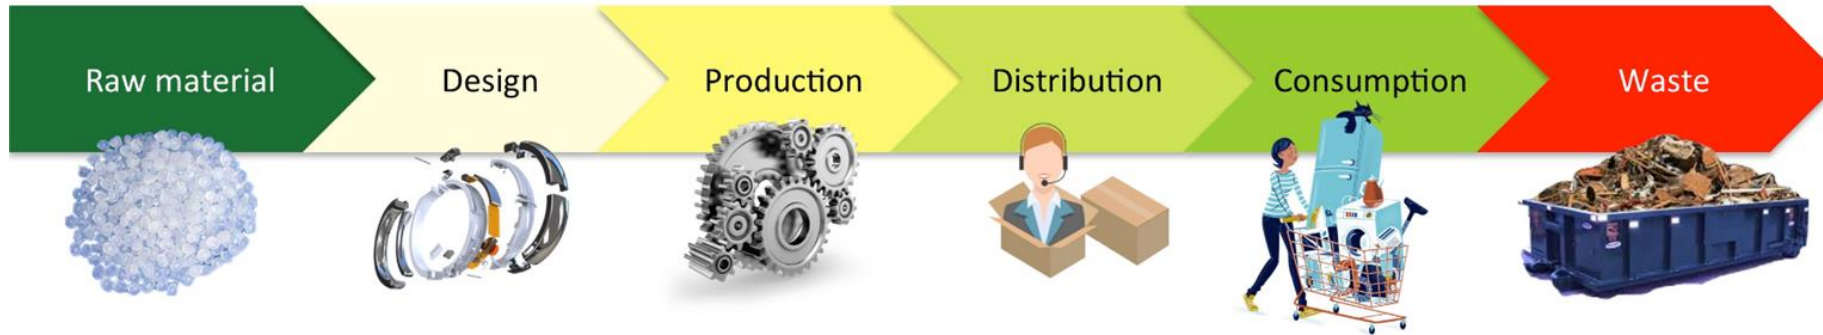 Raw material
Design
Production
Distribution
Consumption
Waste